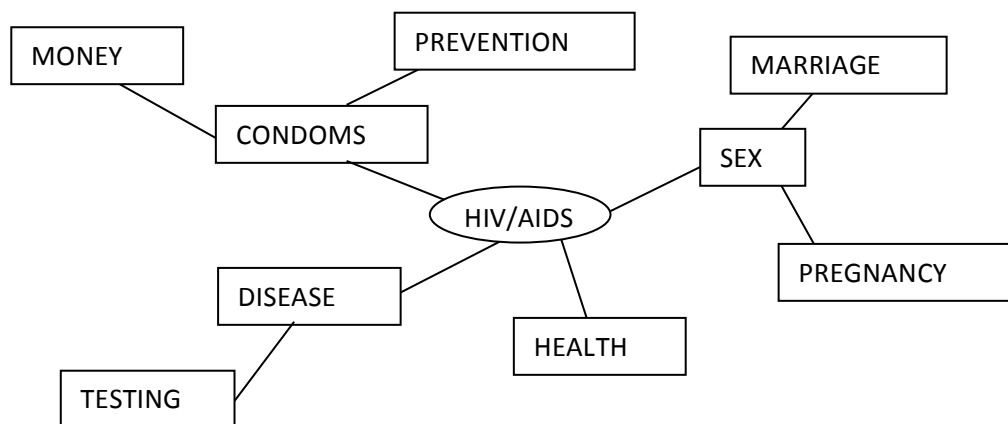 MONEY
PREVENTION
MARRIAGE
CONDOMS
SEX
HIV/AIDS
PREGNANCY
DISEASE
HEALTH
TESTING